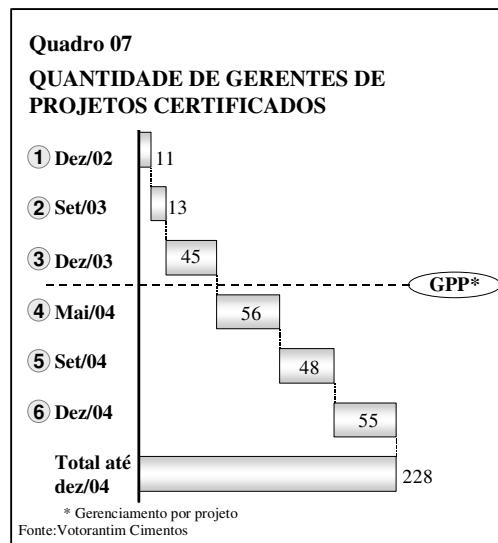 Quadro 07
QUANTIDADE DE GERENTES DE
PROJETOS CERTIFICADOS
1 Dez/02 11
2 Set/03 13
3 Dez/03 45
GPP*
4 Mai/04 56
5 Set/04 48
6 Dez/04 55
Total até
dez/04 228
* Gerenciamento por projeto
Fonte:Votorantim Cimentos